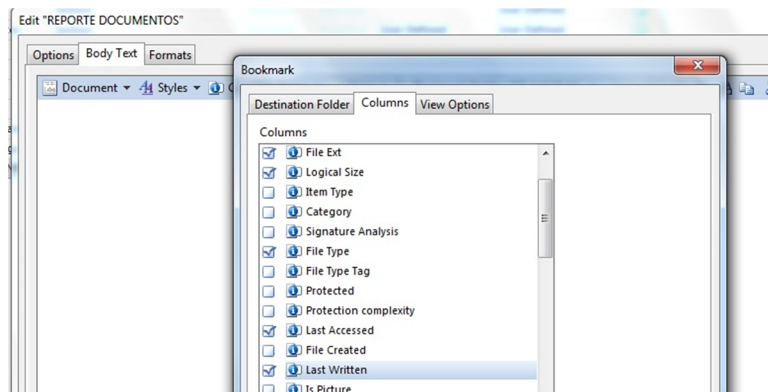 Edit "REPORTE DOCUMENTOS"
Options Body Text Formats
Document Styles
Bookmark
Destination Folder Columns View Options
Columns
File Ext
Logical Size
Item Type
Category
Signature Analysis
File Type
File Type Tag
Protected
Protection complexity
Last Accessed
File Created
Last Written
Is Picture